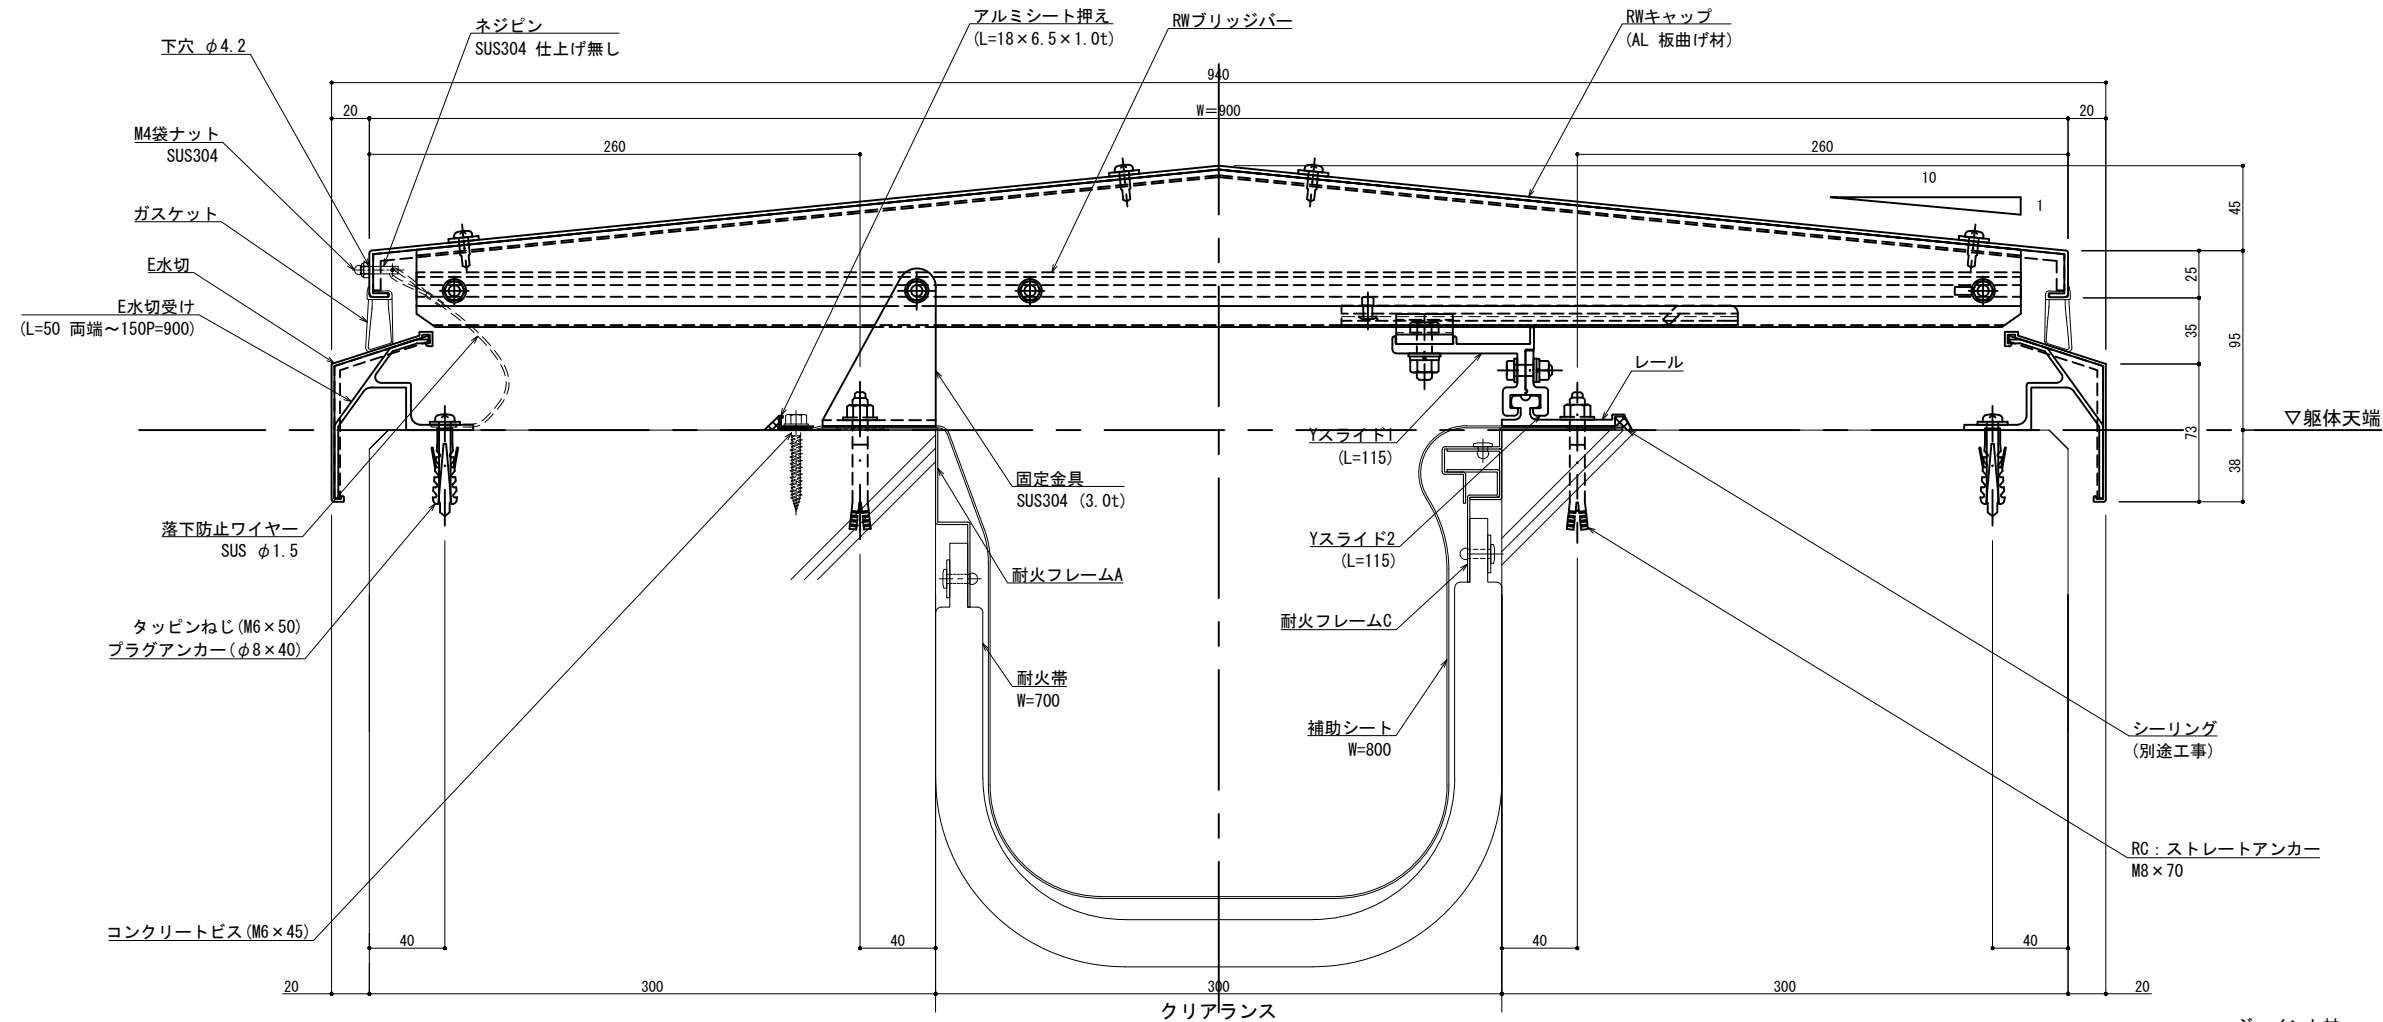 ネジピン
SUS304 仕上げ無し
アルミシート押え
(L=18×6.5×1.0t)
RWブリッジバー
RWキャップ
(AL 板曲げ材)
下穴 φ4.2
940
20
W=900
20
M4袋ナット
SUS304
260
260
10
1
45
ガスケット
E水切
25
E水切受け
(L=50 両端～150P=900)
35
95
レール
▽躯体天端
Yスライド1
(L=115)
73
38
固定金具
SUS304 (3.0t)
落下防止ワイヤー
SUS φ1.5
Yスライド2
(L=115)
耐火フレームA
耐火フレームC
タッピンねじ(M6×50)
プラグアンカー(φ8×40)
耐火帯
W=700
補助シート
W=800
シーリング
(別途工事)
RC：ストレートアンカー
M8×70
コンクリートビス(M6×45)
40
40
40
40
20
300
300
300
20
クリアランス